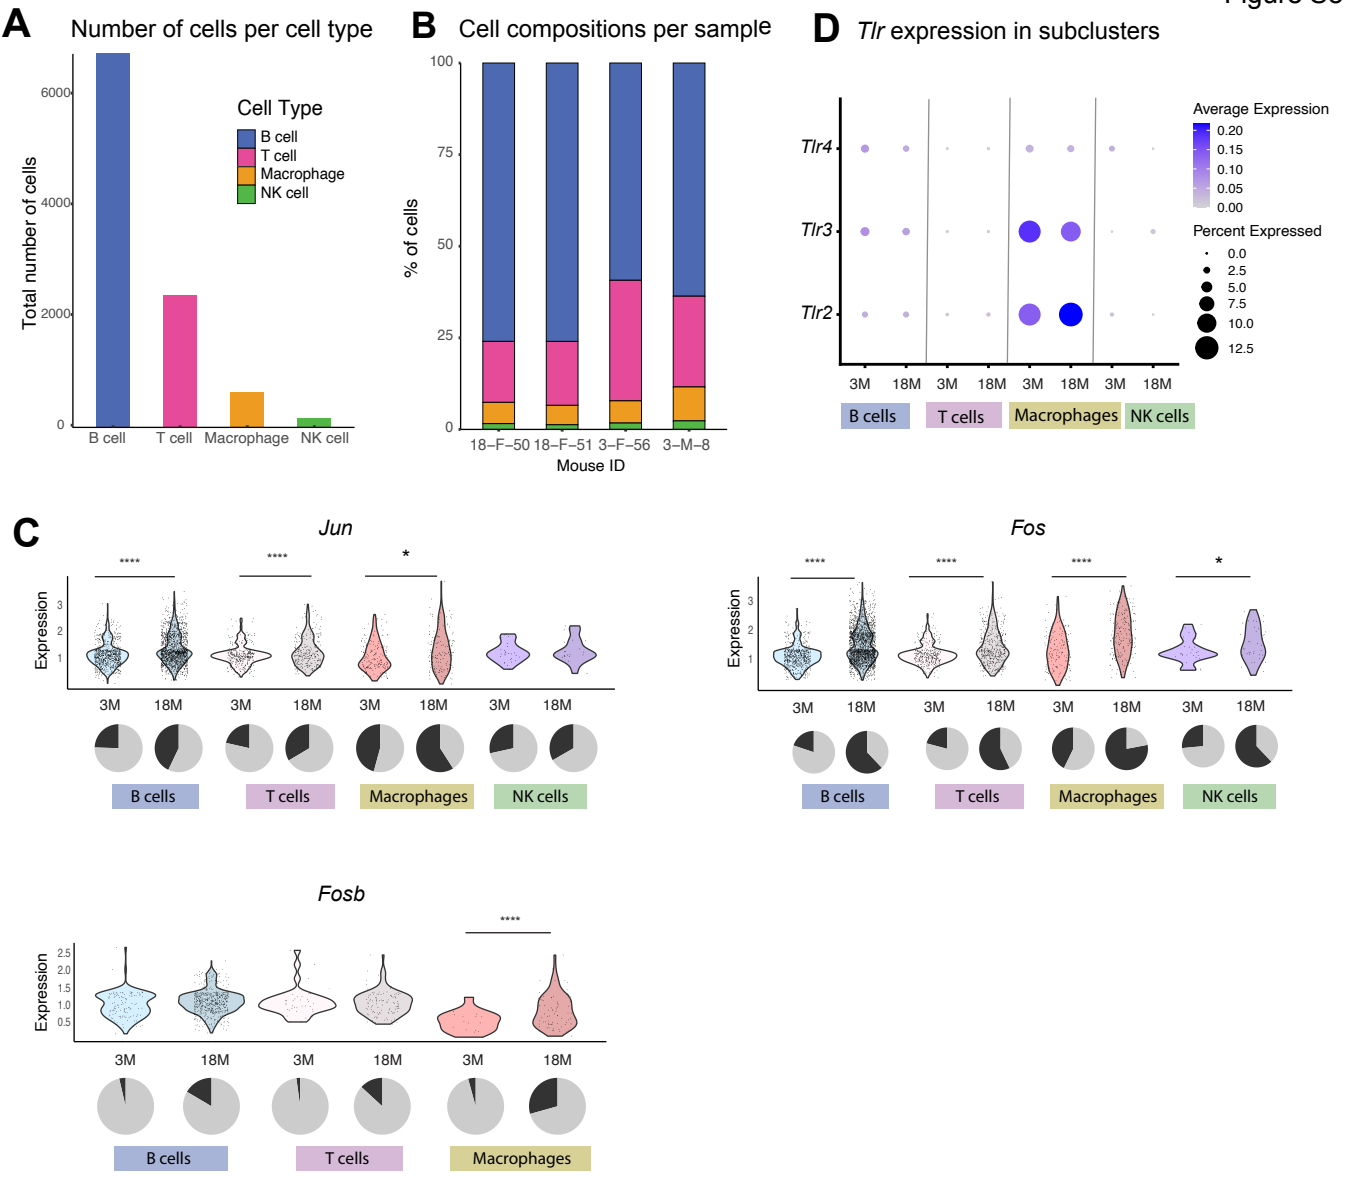 Figure S3
A
Number of cells per cell type
Total number of cells
6000
4000
2000
0
Cell Type
B cell
T cell
Macrophage
NK cell
B cell T cell Macrophage NK cell
B
Cell compositions per sample
% of cells
100
75
50
25
0
18-F-50 18-F-51 3-F-56 3-M-8
Mouse ID
D
Tlr expression in subclusters
Tlr4
Tlr3
Tlr2
3M 18M 3M 18M 3M 18M 3M 18M
B cells T cells Macrophages NK cells
Average Expression
0.20
0.15
0.10
0.05
0.00
Percent Expressed
0.0
2.5
5.0
7.5
10.0
12.5
C
Jun
**** **** *
Expression
3
2
1
3M 18M 3M 18M 3M 18M 3M 18M
B cells T cells Macrophages NK cells
Fos
**** **** **** *
Expression
3
2
1
3M 18M 3M 18M 3M 18M 3M 18M
B cells T cells Macrophages NK cells
Fosb
****
Expression
2.5
2.0
1.5
1.0
0.5
3M 18M 3M 18M 3M 18M
B cells T cells Macrophages